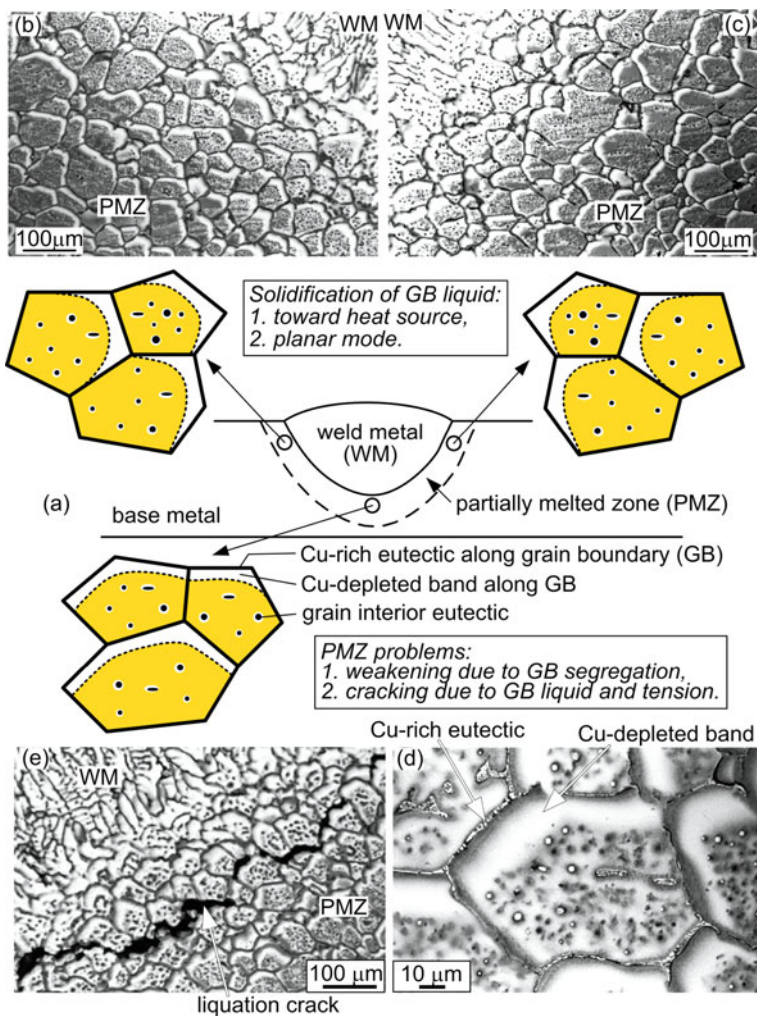 (b)
WM
WM
(c)
PMZ
100μm
PMZ
100μm
Solidification of GB liquid:
1. toward heat source,
2. planar mode.
weld metal
(WM)
(a)
base metal
partially melted zone (PMZ)
Cu-rich eutectic along grain boundary (GB)
Cu-depleted band along GB
grain interior eutectic
PMZ problems:
1. weakening due to GB segregation,
2. cracking due to GB liquid and tension.
Cu-rich eutectic
Cu-depleted band
(e)
WM
PMZ
100 μm
liquation crack
(d)
10 μm